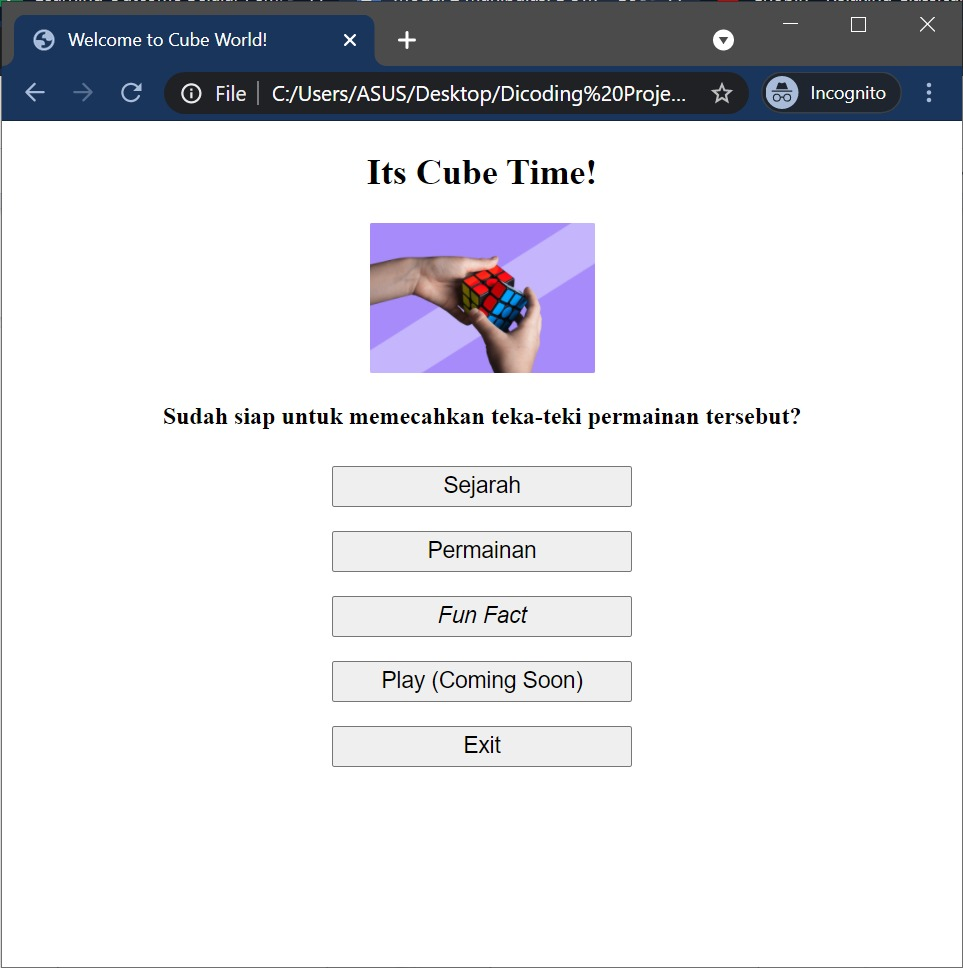 Welcome to Cube World!
File
C:/Users/ASUS/Desktop/Dicoding%20Proje...
Incognito
Its Cube Time!
Sudah siap untuk memecahkan teka-teki permainan tersebut?
Sejarah
Permainan
Fun Fact
Play (Coming Soon)
Exit